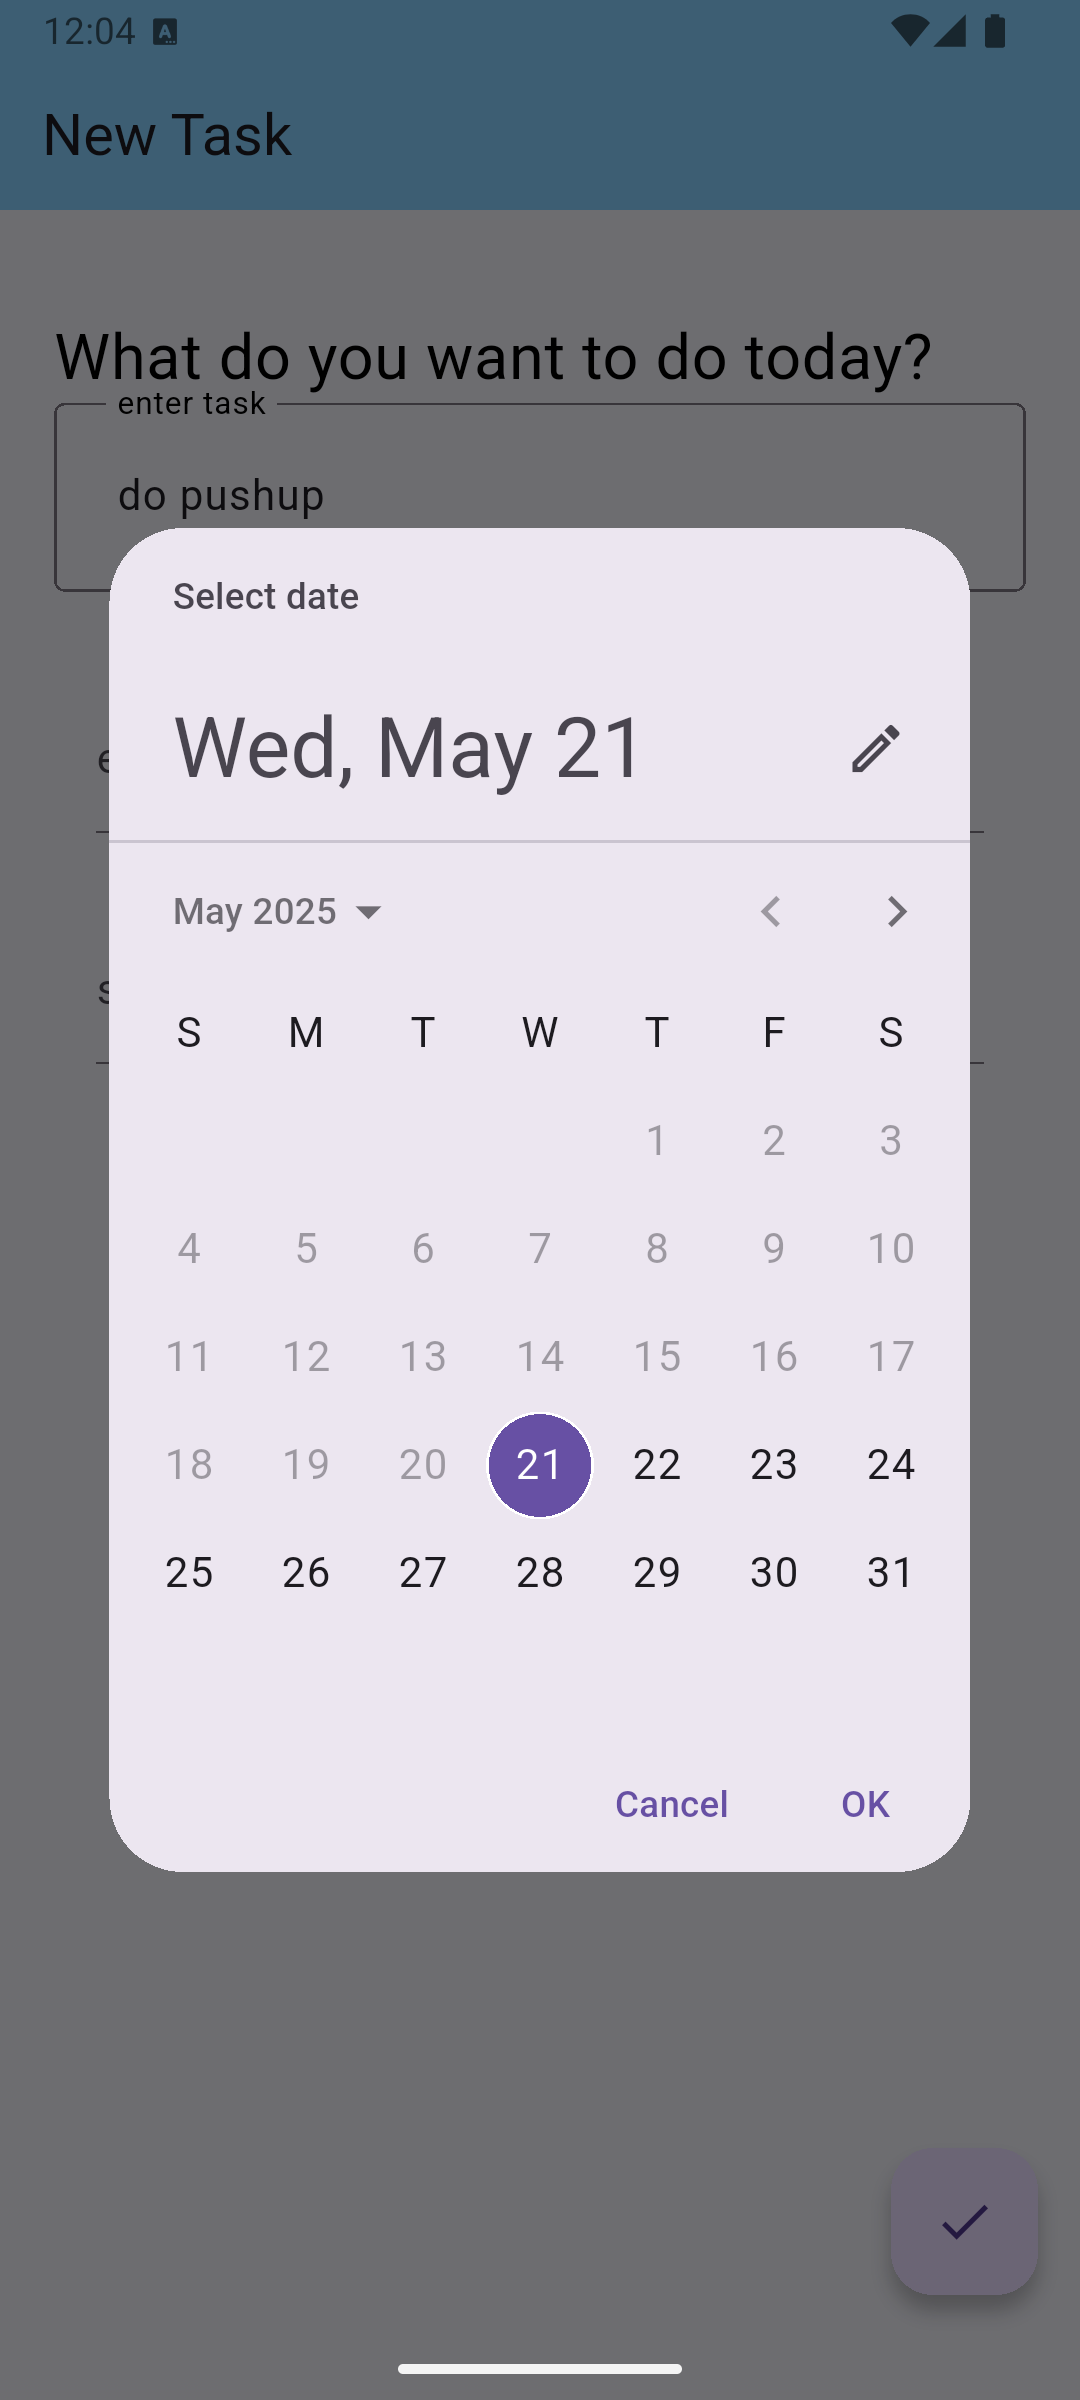 12:04
New Task
What do you want to do today?
enter task
do pushup
Select date
Wed, May 21
May 2025
S M T W T F S
1 2 3
4 5 6 7 8 9 10
11 12 13 14 15 16 17
18 19 20 21 22 23 24
25 26 27 28 29 30 31
Cancel OK